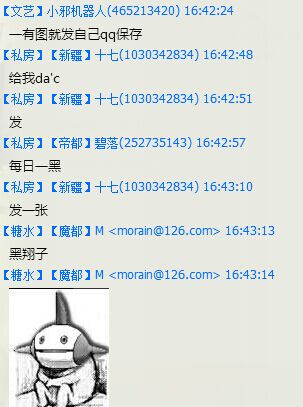 【文艺】小邪机器人(465213420) 16:42:24
一有图就发自己qq保存
【私房】【新疆】十七(1030342834) 16:42:48
给我da'c
【私房】【新疆】十七(1030342834) 16:42:51
发
【私房】【帝都】碧落(252735143) 16:42:57
每日一黑
【私房】【新疆】十七(1030342834) 16:43:10
发一张
【糖水】【魔都】M <morain@126.com> 16:43:13
黑翔子
【糖水】【魔都】M <morain@126.com> 16:43:14